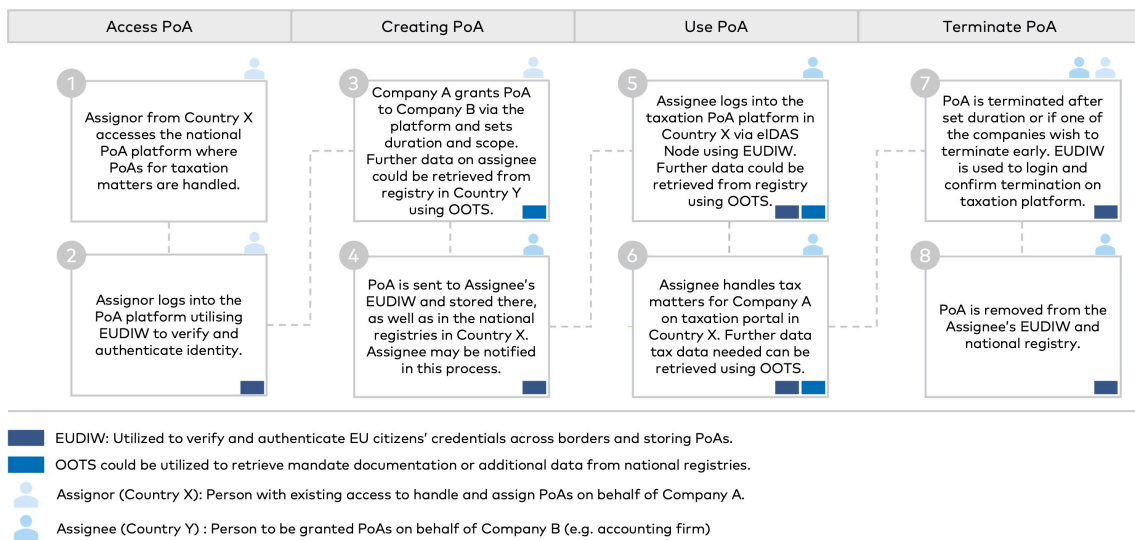 Access PoA
Creating PoA
Use PoA
Terminate PoA
1
Assignor from Country X
accesses the national
PoA platform where
PoAs for taxation
matters are handled.
2
Assignor logs into the
PoA platform utilising
EUDIW to verify and
authenticate identity.
3
Company A grants PoA
to Company B via the
platform and sets
duration and scope.
Further data on assignee
could be retrieved from
registry in Country Y
using OOTS.
4
PoA is sent to Assignee's
EUDIW and stored there,
as well as in the national
registries in Country X.
Assignee may be notified
in this process.
5
Assignee logs into the
taxation PoA platform in
Country X via eIDAS
Node using EUDIW.
Further data could be
retrieved from registry
using OOTS.
6
Assignee handles tax
matters for Company A
on taxation portal in
Country X. Further data
tax data needed can be
retrieved using OOTS.
7
PoA is terminated after
set duration or if one of
the companies wish to
terminate early. EUDIW
is used to login and
confirm termination on
taxation platform.
8
PoA is removed from the
Assignee's EUDIW and
national registry.
EUDIW: Utilized to verify and authenticate EU citizens' credentials across borders and storing PoAs.
OOTS could be utilized to retrieve mandate documentation or additional data from national registries.
Assignor (Country X): Person with existing access to handle and assign PoAs on behalf of Company A.
Assignee (Country Y) : Person to be granted PoAs on behalf of Company B (e.g. accounting firm)